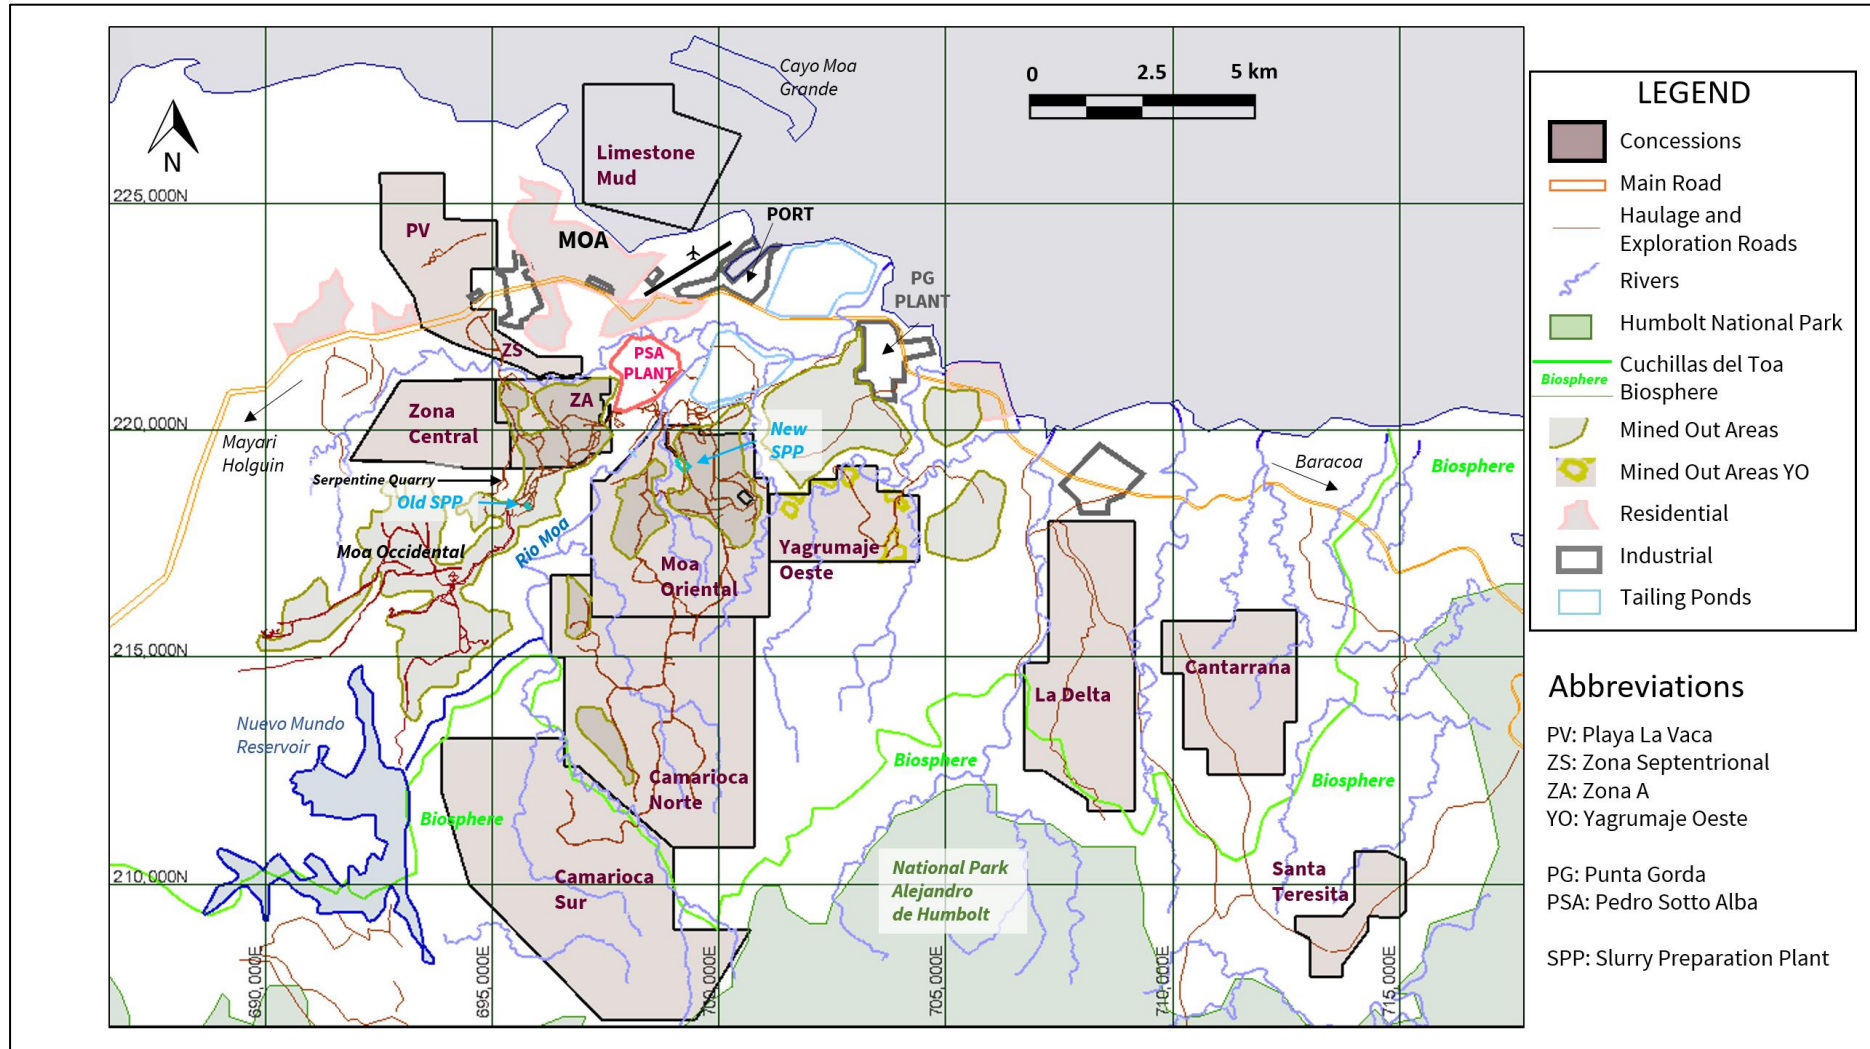 Cayo Moa
Grande
0 2.5 5 km
N
Limestone
Mud
225,000N
PV
MOA
PORT
PG
PLANT
ZS
PSA
PLANT
Zona
Central
ZA
220,000N
New
SPP
Mayari
Holguin
Serpentine Quarry
Old SPP
Baracoa
Biosphere
Rio Moa
Moa Occidental
Yagrumaje
Oeste
Moa
Oriental
215,000N
Cantarrana
La Delta
Nuevo Mundo
Reservoir
Biosphere
Camarioca
Norte
Biosphere
Biosphere
210,000N
Camarioca
Sur
National Park
Alejandro
de Humbolt
Santa
Teresita
690,000E
695,000E
700,000E
705,000E
710,000E
715,000E
LEGEND
Concessions
Main Road
Haulage and
Exploration Roads
Rivers
Humbolt National Park
Cuchillas del Toa
Biosphere Biosphere
Mined Out Areas
Mined Out Areas YO
Residential
Industrial
Tailing Ponds
Abbreviations
PV: Playa La Vaca
ZS: Zona Septentrional
ZA: Zona A
YO: Yagrumaje Oeste
PG: Punta Gorda
PSA: Pedro Sotto Alba
SPP: Slurry Preparation Plant